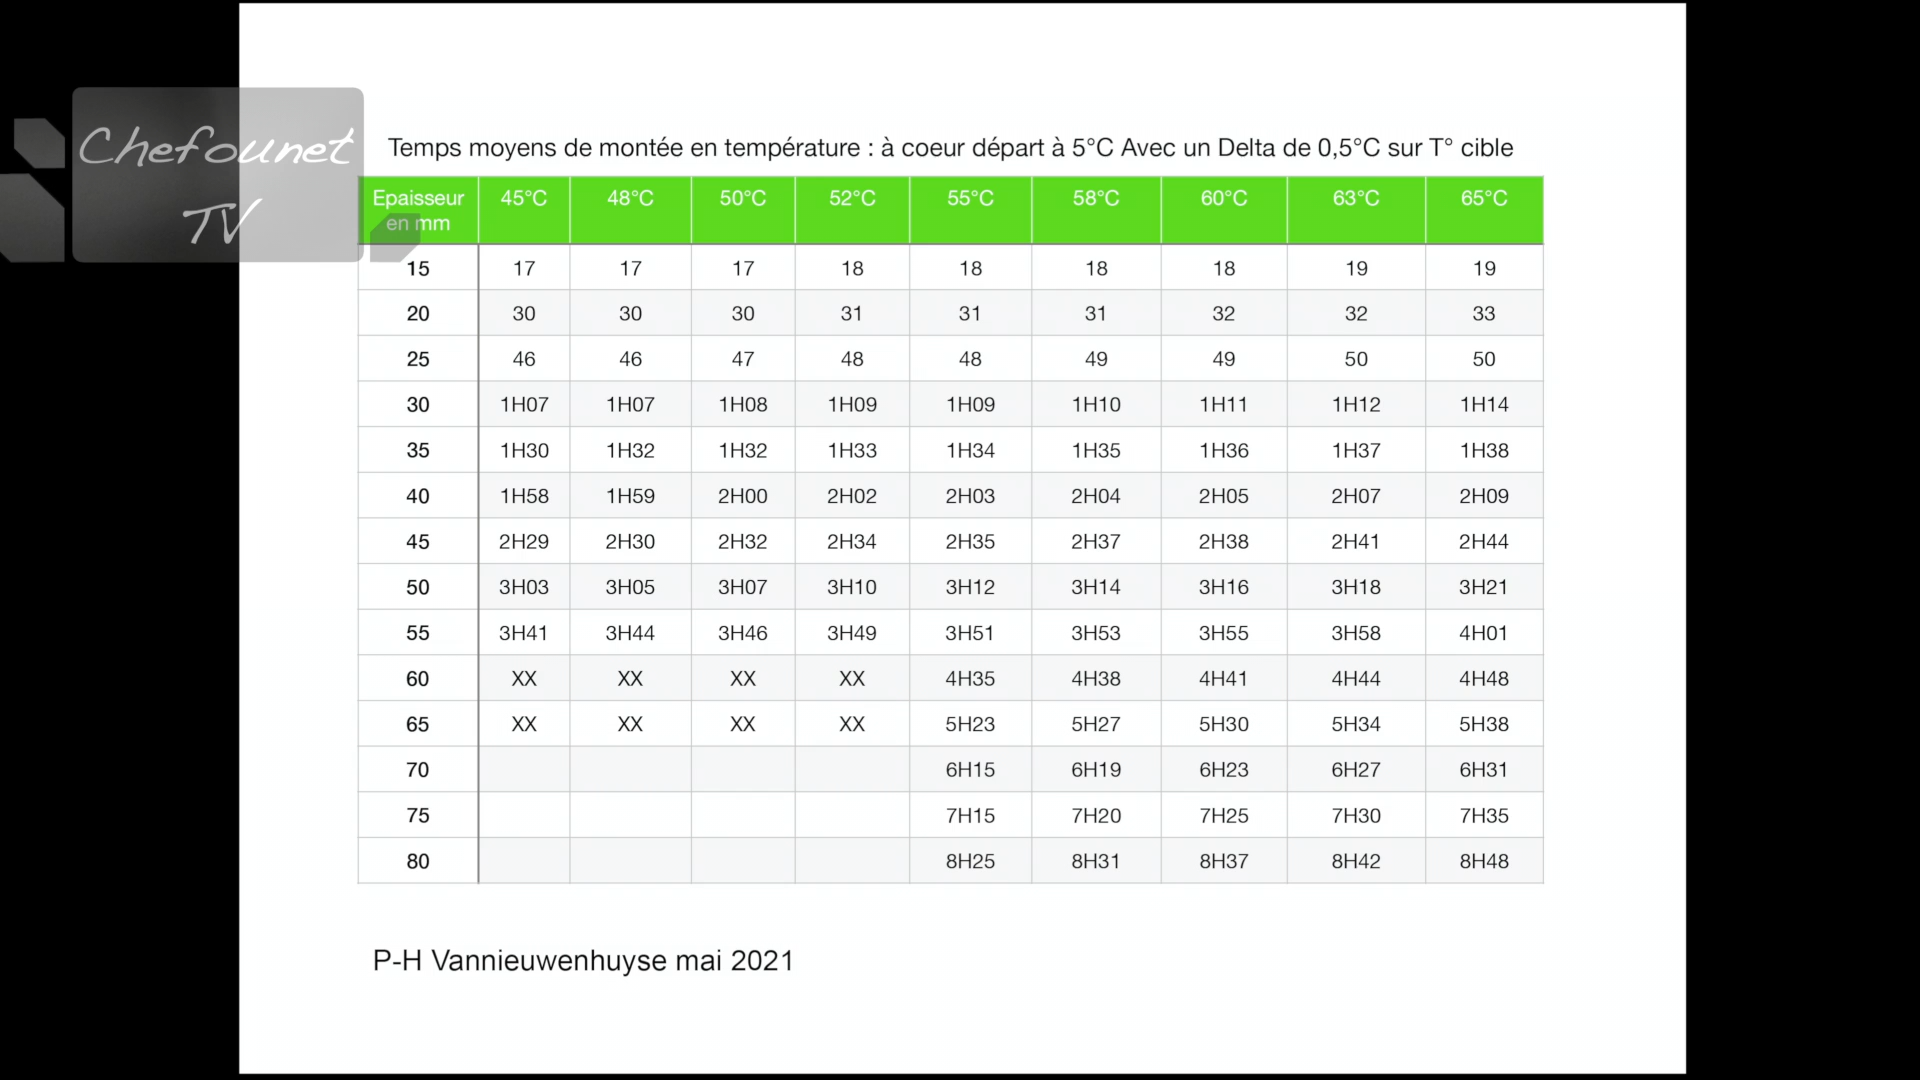 Chefounet
TV
Temps moyens de montée en température : à coeur départ à 5°C Avec un Delta de 0,5°C sur T° cible
Epaisseur en mm 45°C 48°C 50°C 52°C 55°C 58°C 60°C 63°C 65°C
15 17 17 17 18 18 18 18 19 19
20 30 30 30 31 31 31 32 32 33
25 46 46 47 48 48 49 49 50 50
30 1H07 1H07 1H08 1H09 1H09 1H10 1H11 1H12 1H14
35 1H30 1H32 1H32 1H33 1H34 1H35 1H36 1H37 1H38
40 1H58 1H59 2H00 2H02 2H03 2H04 2H05 2H07 2H09
45 2H29 2H30 2H32 2H34 2H35 2H37 2H38 2H41 2H44
50 3H03 3H05 3H07 3H10 3H12 3H14 3H16 3H18 3H21
55 3H41 3H44 3H46 3H49 3H51 3H53 3H55 3H58 4H01
60 XX XX XX XX 4H35 4H38 4H41 4H44 4H48
65 XX XX XX XX 5H23 5H27 5H30 5H34 5H38
70 6H15 6H19 6H23 6H27 6H31
75 7H15 7H20 7H25 7H30 7H35
80 8H25 8H31 8H37 8H42 8H48
P-H Vannieuwenhuyse mai 2021